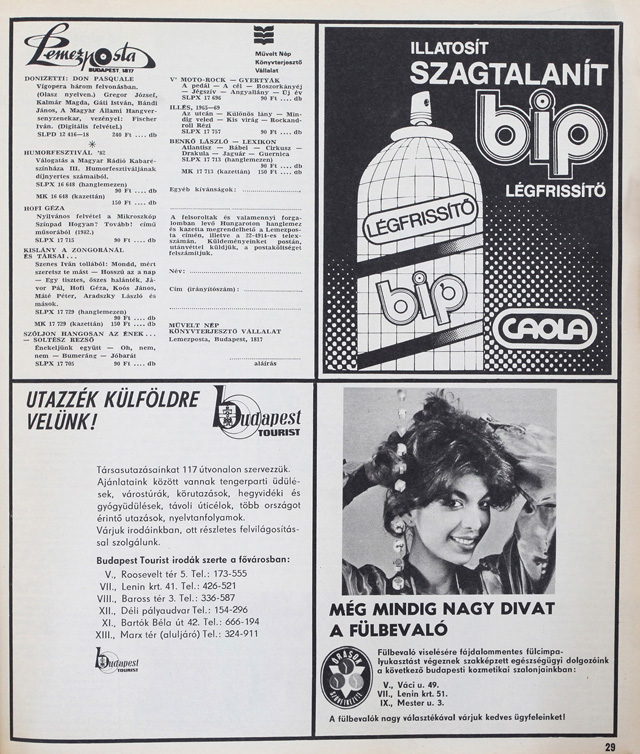 Lemezposta
BUDAPEST, 1817
Művelt Nép
Könyvterjesztő
Vállalat
DONIZETTI: DON PASQUALE
Vígopera három felvonásban.
(Olasz nyelven.) Gregor József,
Kalmár Magda, Gáti István, Bándi
János, A Magyar Állami Hangver-
senyzenekar, vezényel: Fischer
Iván. (Digitális felvétel.)
SLPD 12 416—18 240 Ft .... db
HUMORFESZTIVÁL '82
Válogatás a Magyar Rádió Kabaré-
színháza III. Humorfesztiváljának
díjnyertes számaiból.
SLPX 16 648 (hanglemezen)
90 Ft .... db
MK 16 648 (kazettán)
150 Ft .... db
HOFI GÉZA
Nyilvános felvétel a Mikroszkóp
Színpad Hogyan? Tovább! című
műsorából (1982.)
SLPX 17 715 90 Ft .... db
KISLÁNY A ZONGORÁNÁL
ÉS TÁRSAI...
Szenes Iván tollából: Mondd, mért
szeretsz te mást — Hosszú az a nap
— Egy tisztes, őszes halánték, Já-
vor Pál, Hofi Géza, Koós János,
Máté Péter, Aradszky László és
mások.
SLPX 17 729 (hanglemezen)
90 Ft .... db
MK 17 729 (kazettán) 150 Ft .... db
SZÓLJON HANGOSAN AZ ÉNEK...
— SOLTÉSZ REZSŐ
Énekeljünk együtt — Oh, nem,
nem — Bumeráng — Jóbarát
SLPX 17 705 90 Ft .... db
V' MOTO-ROCK — GYERTYÁK
A pedál — A cél — Boszorkányéj
— Jégszív — Angyallány — Új év
SLPX 17 696 90 Ft .... db
ILLÉS, 1965—69
Az utcán — Különös lány — Min-
dig veled — Kis virág — Rockand-
roll Rézi
SLPX 17 757 90 Ft .... db
BENKŐ LÁSZLÓ — LEXIKON
Atlantisz — Bábel — Cirkusz —
Drakula — Jaguár — Guernica
SLPX 17 713 (hanglemezen)
90 Ft .... db
MK 17 713 (kazettán) 150 Ft .... db
Egyéb kívánságok:
A felsoroltak és valamennyi forga-
lomban levő Hungaroton hanglemez
és kazetta megrendelhető a Lemezpos-
ta címén, illetve a 22-4914-es telex-
számán. Küldeményeinket postán,
utánvéttel küldjük, a postaköltséget
felszámítjuk.
Név:
Cím (irányítószám):
MŰVELT NÉP
KÖNYVTERJESZTŐ VÁLLALAT
Lemezposta, Budapest, 1817
aláírás
ILLATOSÍT
SZAGTALANÍT
bip
LÉGFRISSÍTŐ
LÉGFRISSÍTŐ
bip
CAOLA
UTAZZÉK KÜLFÖLDRE
VELÜNK!
budapest
TOURIST
Társasutazásainkat 117 útvonalon szervezzük.
Ajánlataink között vannak tengerparti üdülé-
sek, városTúrák, körutazások, hegyvidéki és
gyógyüdülések, távoli úticélok, több országot
érintő utazások, nyelvtanfolyamok.
Várjuk irodáinkban, ott részletes felvilágosítás-
sal szolgálunk.
Budapest Tourist irodák szerte a fővárosban:
V., Roosevelt tér 5. Tel.: 173-555
VII., Lenin krt. 41. Tel.: 426-521
VIII., Baross tér 3. Tel.: 336-587
XII., Déli pályaudvar Tel.: 154-296
XI., Bartók Béla út 42. Tel.: 666-194
XIII., Marx tér (aluljáró) Tel.: 324-911
budapest
TOURIST
MÉG MINDIG NAGY DIVAT
A FÜLBEVALÓ
ÓRÁSOK
SZÖVETKEZETE
Fülbevaló viselésére fájdalommentes fülcimpa-
lyukasztást végeznek szakképzett egészségügyi dolgozóink
a következő budapesti kozmetikai szalonjainkban:
V., Váci u. 49.
VII., Lenin krt. 51.
IX., Mester u. 3.
A fülbevalók nagy választékával várjuk kedves ügyfeleinket!
29